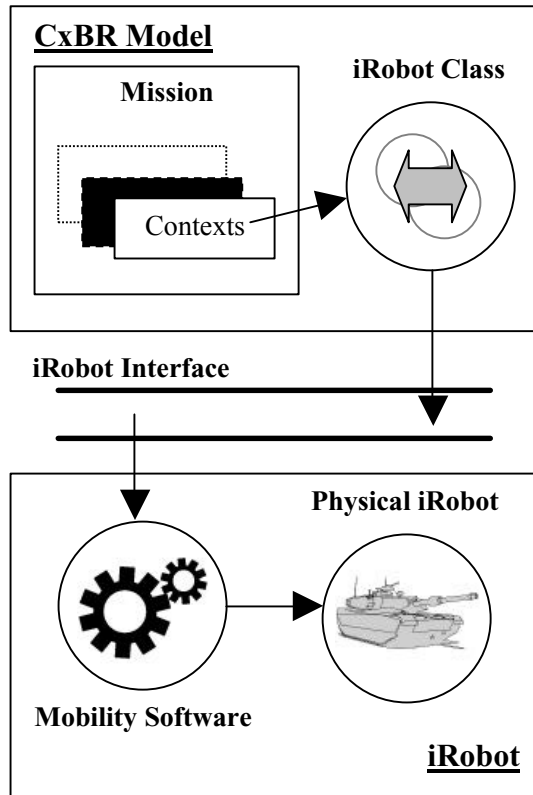 CxBR Model
iRobot Class
Mission
Contexts
iRobot Interface
Physical iRobot
Mobility Software
iRobot